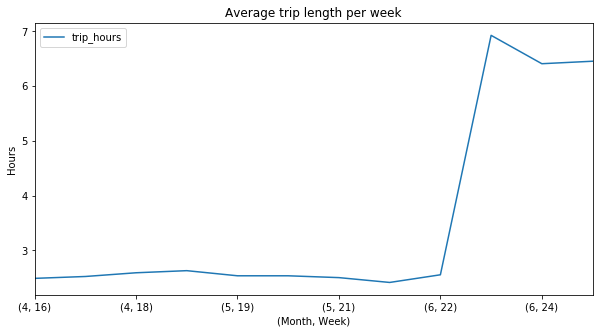 Average trip length per week
trip_hours
7
6
5
4
3
Hours
(4, 16)
(4, 18)
(5, 19)
(5, 21)
(6, 22)
(6, 24)
(Month, Week)